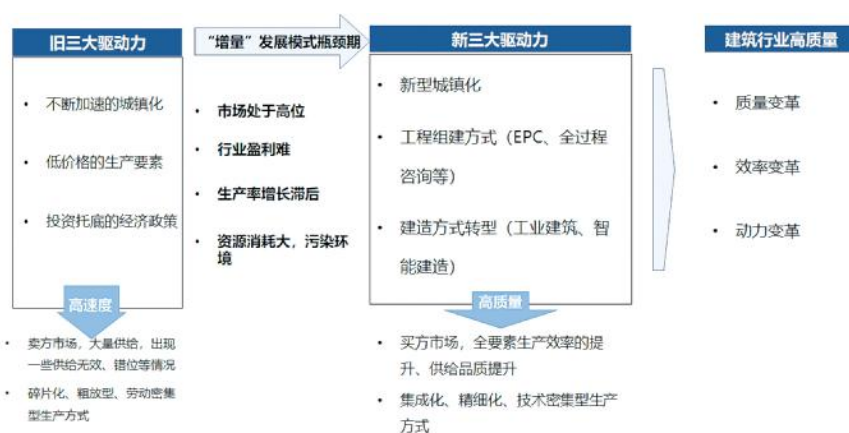 旧三大驱动力
• 不断加速的城镇化
• 低价格的生产要素
• 投资托底的经济政策
高速度
• 卖方市场，大量供给，出现
一些供给无效、错位等情况
• 碎片化、粗放型、劳动密集
型生产方式
“增量”发展模式瓶颈期
• 市场处于高位
• 行业盈利难
• 生产率增长滞后
• 资源消耗大，污染环
境
新三大驱动力
• 新型城镇化
• 工程组建方式（EPC、全过程
咨询等）
• 建造方式转型（工业建筑、智
能建造）
高质量
• 买方市场，全要素生产效率的提
升、供给品质提升
• 集成化、精细化、技术密集型生产
方式
建筑行业高质量
• 质量变革
• 效率变革
• 动力变革